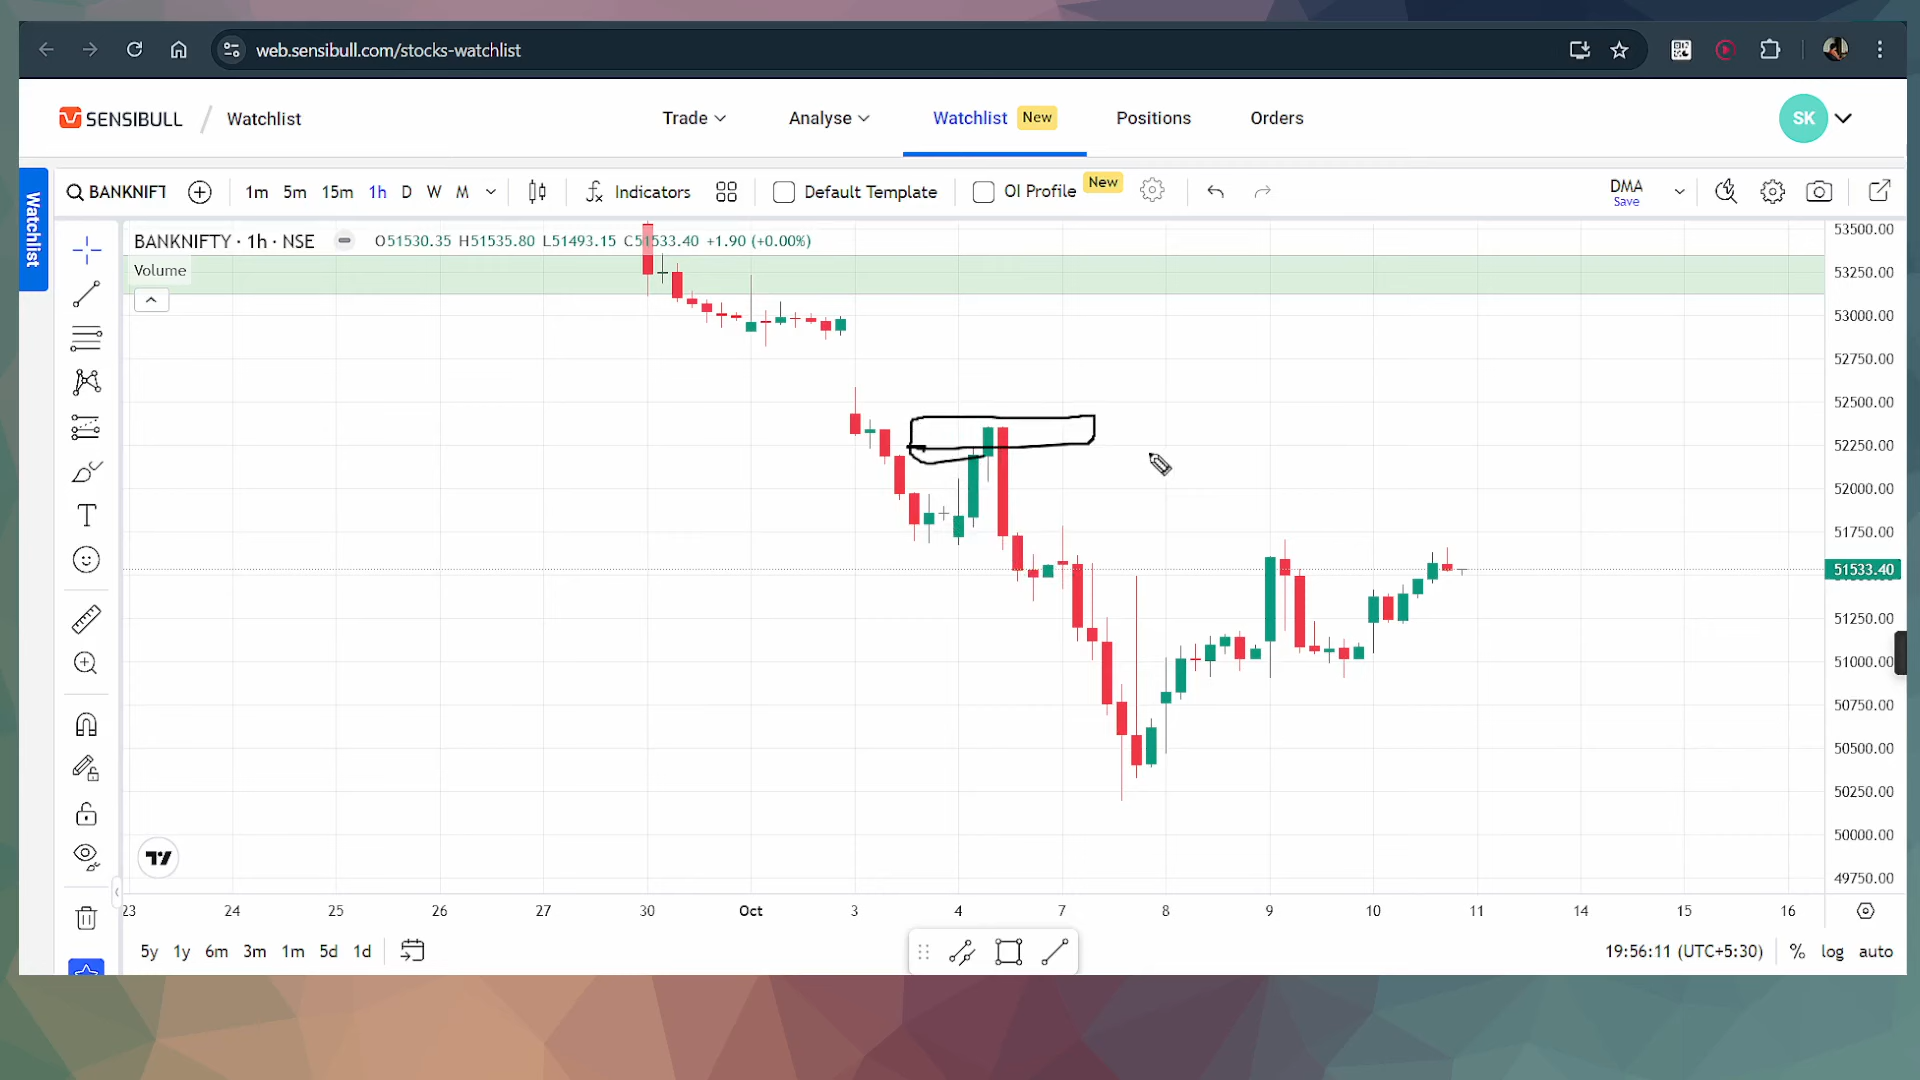 web.sensibull.com/stocks-watchlist
SENSIBULL / Watchlist
Trade
Analyse
Watchlist New
Positions
Orders
SK
Watchlist
BANKNIFT
1m 5m 15m 1h D W M
Indicators
Default Template
OI Profile New
DMA
Save
BANKNIFTY · 1h · NSE
O51530.35 H51535.80 L51493.15 C51533.40 +1.90 (+0.00%)
Volume
53500.00
53250.00
53000.00
52750.00
52500.00
52250.00
52000.00
51750.00
51533.40
51250.00
51000.00
50750.00
50500.00
50250.00
50000.00
49750.00
23 24 25 26 27 30 Oct 3 4 7 8 9 10 11 14 15 16
5y 1y 6m 3m 1m 5d 1d
19:56:11 (UTC+5:30) % log auto